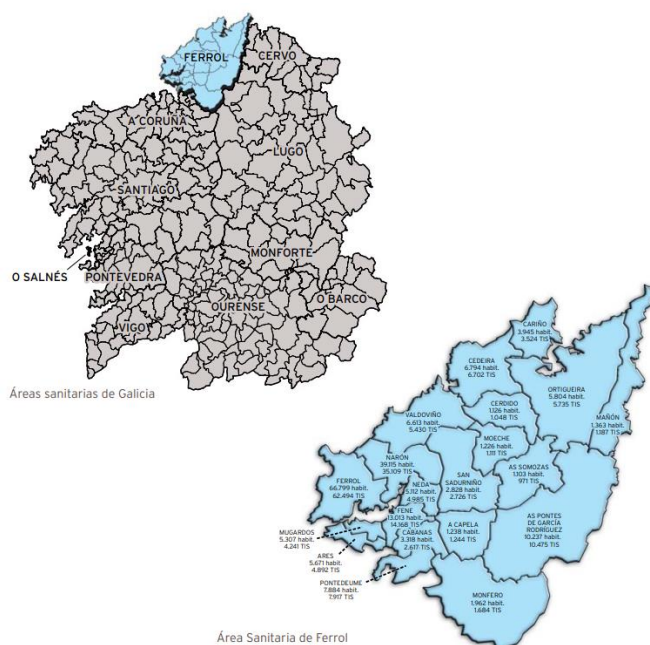 FERROL
CERVO
A CORUÑA
LUGO
SANTIAGO
O SALNÉS
PONTEVEDRA
MONFORTE
OURENSE
O BARCO
VIGO
Áreas sanitarias de Galicia
CARIÑO
3.945 habit.
3.524 TIS
CEDEIRA
6.794 habit.
6.702 TIS
ORTIGUEIRA
5.804 habit.
5.735 TIS
CERDIDO
1.126 habit.
1.048 TIS
MAÑÓN
1.363 habit.
1.187 TIS
VALDOVIÑO
6.613 habit.
5.430 TIS
MOECHE
1.226 habit.
1.111 TIS
NARÓN
39.115 habit.
35.109 TIS
AS SOMOZAS
1.103 habit.
971 TIS
FERROL
66.799 habit.
62.494 TIS
NEDA
5.112 habit.
4.985 TIS
SAN
SADURNIÑO
2.828 habit.
2.726 TIS
FENE
13.013 habit.
14.168 TIS
AS PONTES
DE GARCÍA
RODRÍGUEZ
10.237 habit.
10.475 TIS
MUGARDOS
5.307 habit.
4.241 TIS
CABANAS
3.318 habit.
2.617 TIS
A CAPELA
1.238 habit.
1.244 TIS
ARES
5.671 habit.
4.892 TIS
PONTEDEUME
7.884 habit.
7.917 TIS
MONFERO
1.962 habit.
1.684 TIS
Área Sanitaria de Ferrol